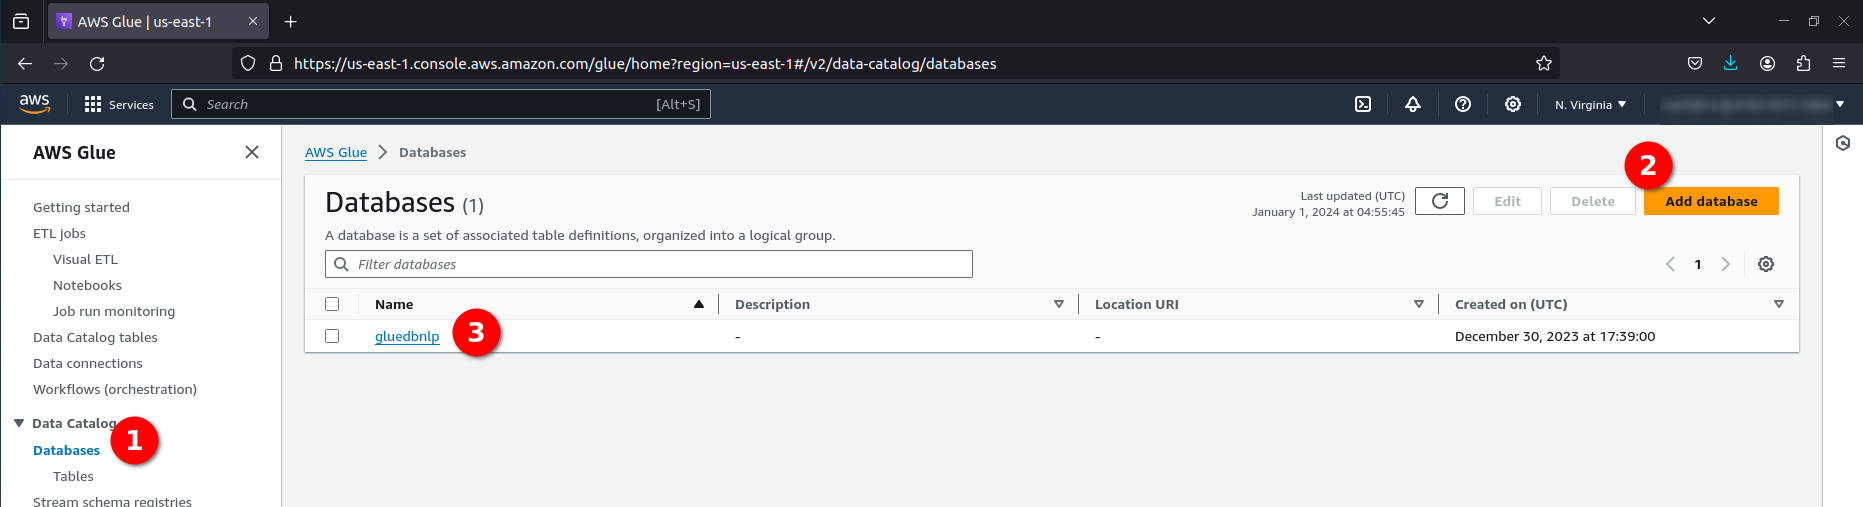 AWS Glue | us-east-1
https://us-east-1.console.aws.amazon.com/glue/home?region=us-east-1#/v2/data-catalog/databases
aws Services Search [Alt+S] N. Virginia
AWS Glue
Getting started
ETL jobs
Visual ETL
Notebooks
Job run monitoring
Data Catalog tables
Data connections
Workflows (orchestration)
Data Catalog
Databases 1
Tables
Stream schema registries
AWS Glue > Databases
Databases (1)
A database is a set of associated table definitions, organized into a logical group.
Last updated (UTC)
January 1, 2024 at 04:55:45
Edit Delete Add database 2
Filter databases
1
Name Description Location URI Created on (UTC)
gluedbnlp 3 - - December 30, 2023 at 17:39:00